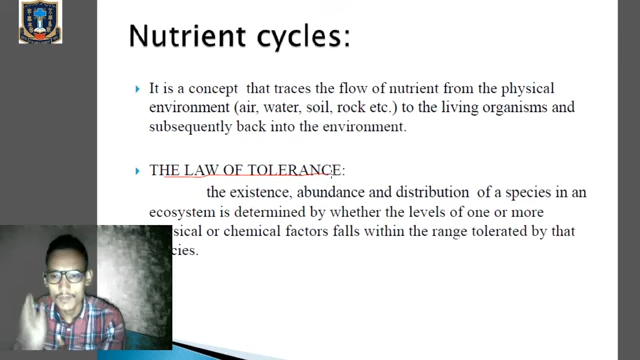 Nutrient cycles:
It is a concept that traces the flow of nutrient from the physical
environment (air, water, soil, rock etc.) to the living organisms and
subsequently back into the environment.
THE LAW OF TOLERANCE:
the existence, abundance and distribution of a species in an
ecosystem is determined by whether the levels of one or more
sical or chemical factors falls within the range tolerated by that
cies.